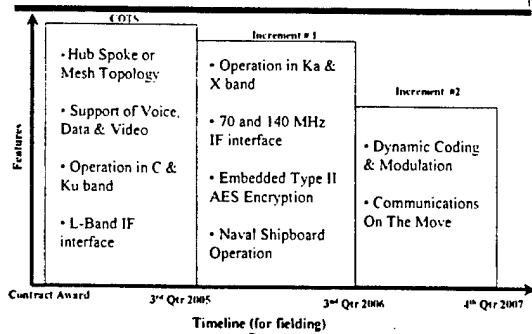 COTS
• Hub Spoke or
Mesh Topology
• Support of Voice,
Data & Video
• Operation in C &
Ku band
• L-Band IF
interface
Increment # 1
• Operation in Ka &
X band
• 70 and 140 MHz
IF interface
• Embedded Type II
AES Encryption
• Naval Shipboard
Operation
Increment #2
• Dynamic Coding
& Modulation
• Communications
On The Move
Features
Contract Award
3rd Qtr 2005
3rd Qtr 2006
4th Qtr 2007
Timeline (for fielding)